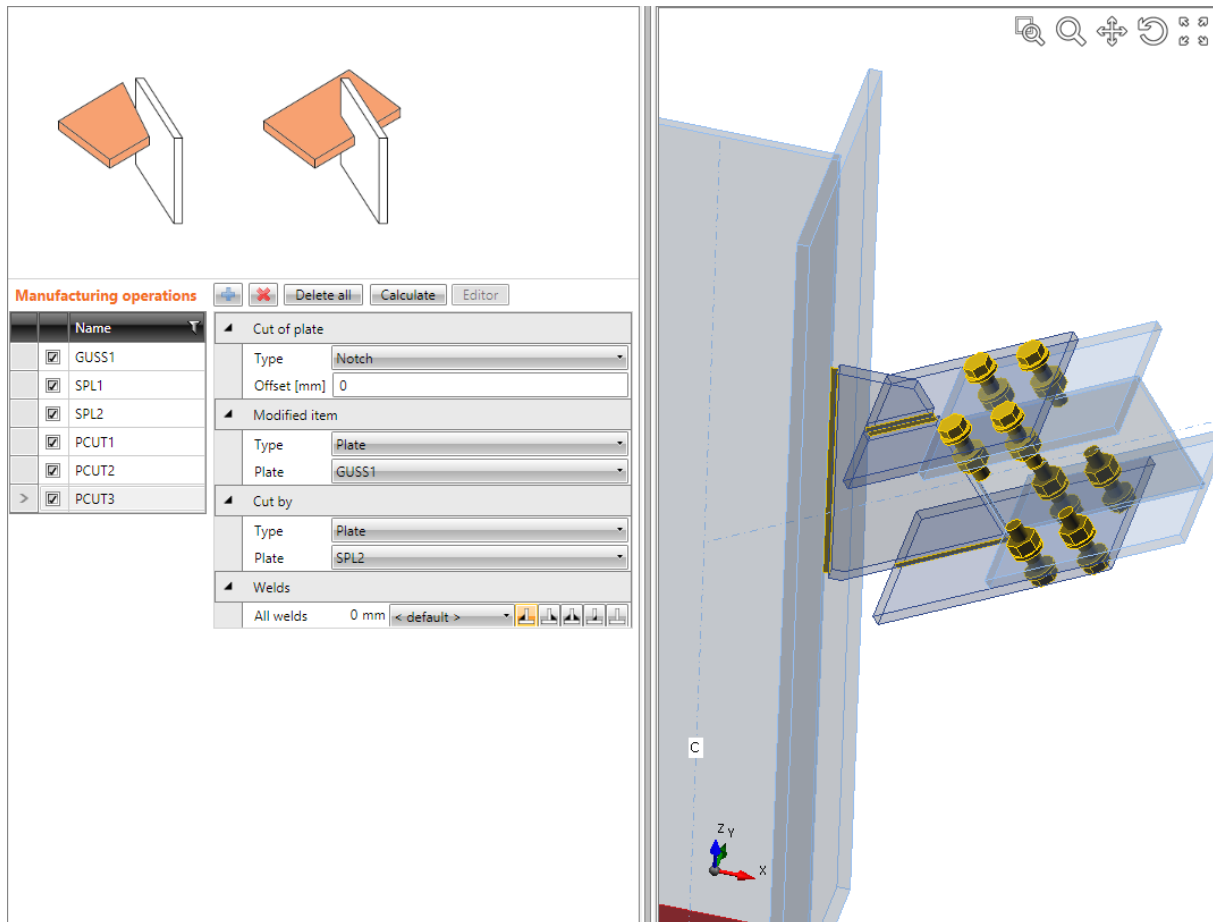 Manufacturing operations
Delete all Calculate Editor
Name
GUSS1
SPL1
SPL2
PCUT1
PCUT2
> PCUT3
Cut of plate
Type Notch
Offset [mm] 0
Modified item
Type Plate
Plate GUSS1
Cut by
Type Plate
Plate SPL2
Welds
All welds 0 mm < default >
C
Z Y
X